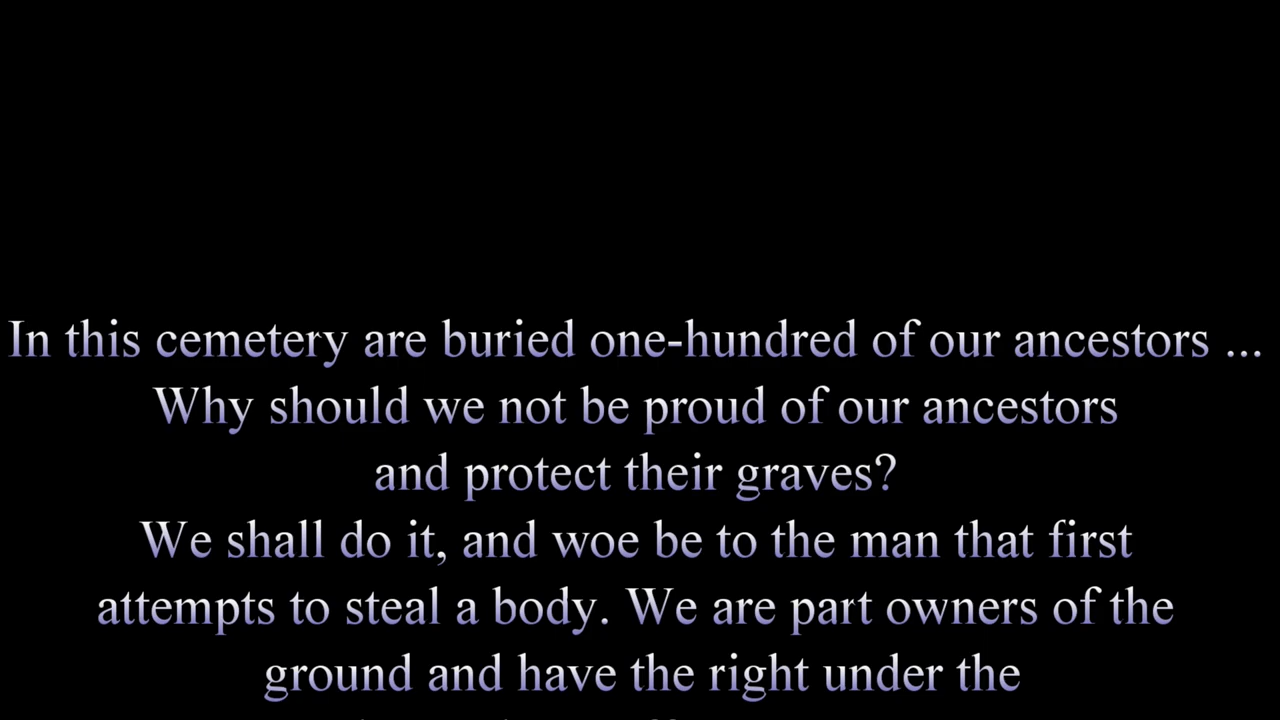 In this cemetery are buried one-hundred of our ancestors ...
Why should we not be proud of our ancestors
and protect their graves?
We shall do it, and woe be to the man that first
attempts to steal a body. We are part owners of the
ground and have the right under the